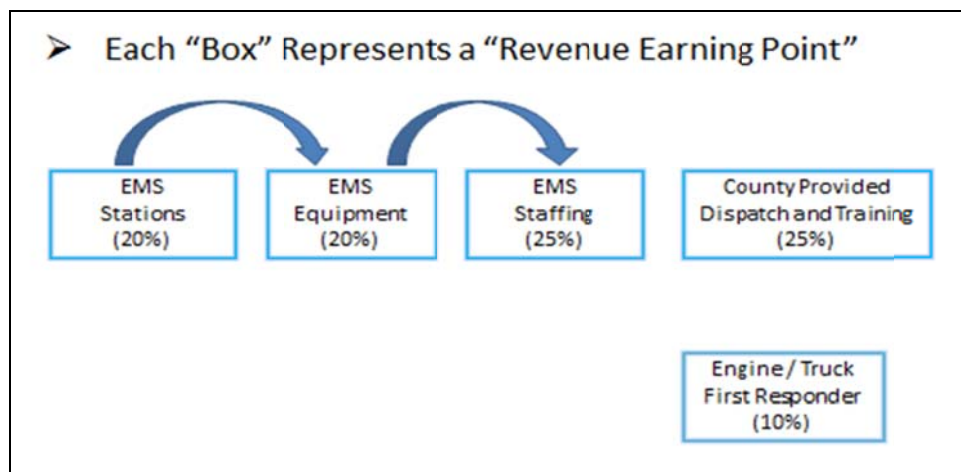 ➢ Each “Box” Represents a “Revenue Earning Point”
EMS
Stations
(20%)
EMS
Equipment
(20%)
EMS
Staffing
(25%)
County Provided
Dispatch and Training
(25%)
Engine / Truck
First Responder
(10%)